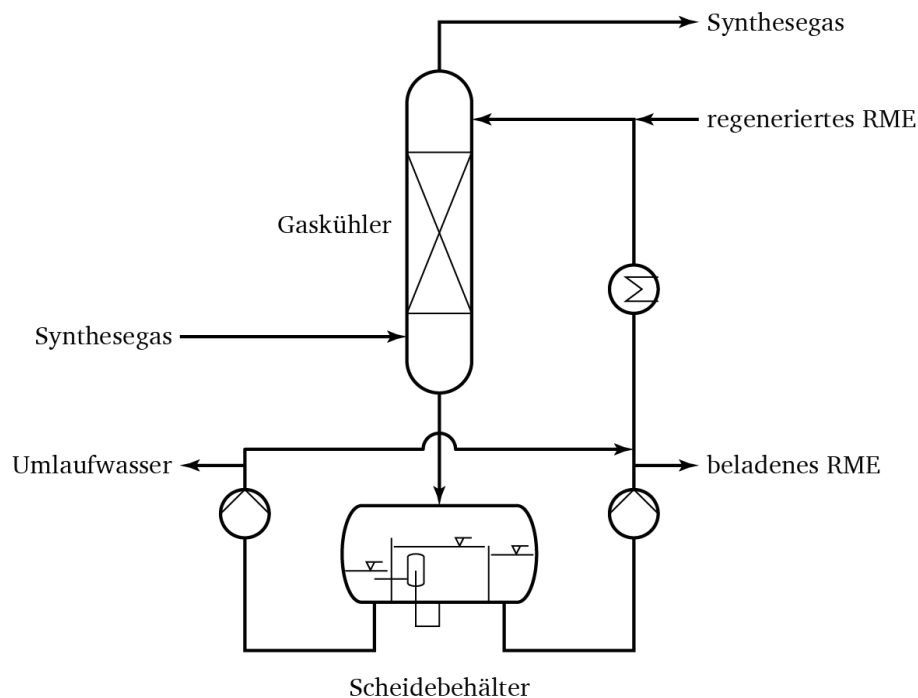 Synthesegas
regeneriertes RME
Gaskühler
Synthesegas
Umlaufwasser
beladenes RME
Scheidebehälter